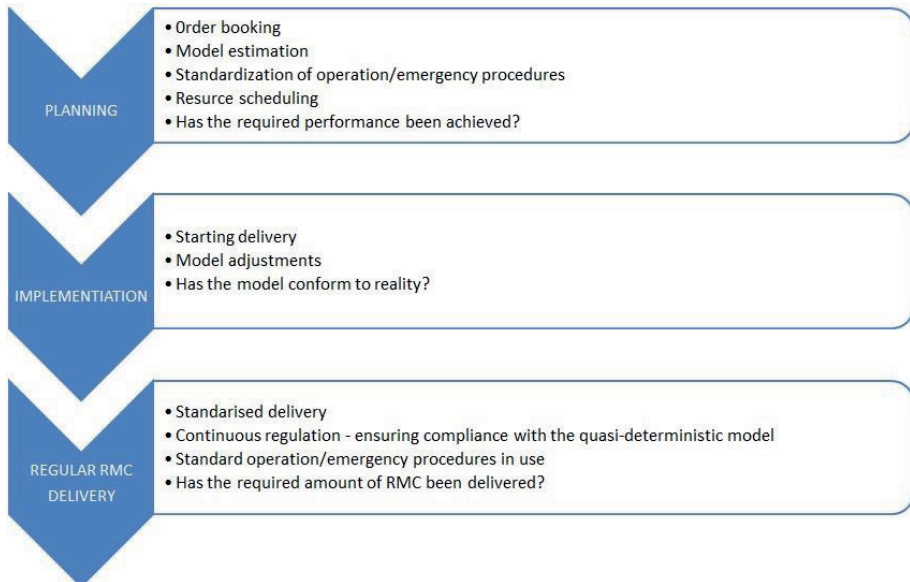 PLANNING
• 0rder booking
• Model estimation
• Standardization of operation/emergency procedures
• Resurce scheduling
• Has the required performance been achieved?
IMPLEMENTIATION
• Starting delivery
• Model adjustments
• Has the model conform to reality?
REGULAR RMC
DELIVERY
• Standarised delivery
• Continuous regulation - ensuring compliance with the quasi-deterministic model
• Standard operation/emergency procedures in use
• Has the required amount of RMC been delivered?